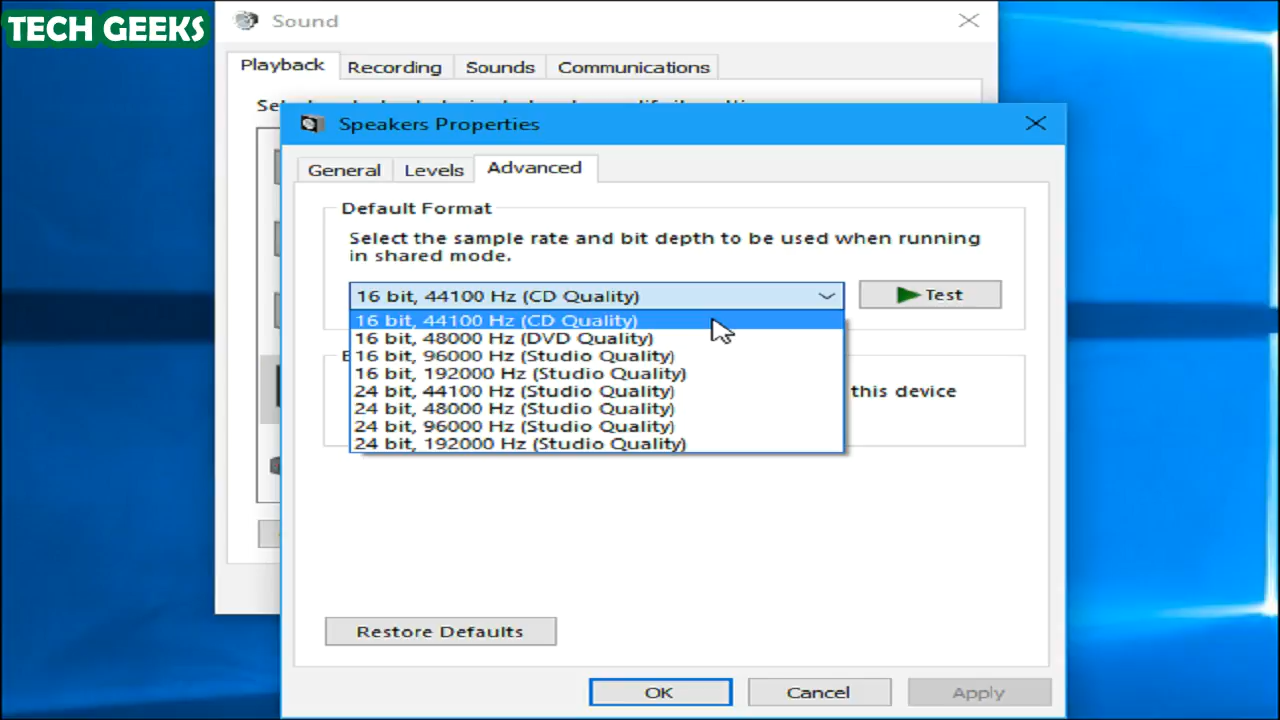 TECH GEEKS
Sound
Playback
Recording
Sounds
Communications
Speakers Properties
General
Levels
Advanced
Default Format
Select the sample rate and bit depth to be used when running
in shared mode.
16 bit, 44100 Hz (CD Quality)
Test
16 bit, 44100 Hz (CD Quality)
16 bit, 48000 Hz (DVD Quality)
16 bit, 96000 Hz (Studio Quality)
16 bit, 192000 Hz (Studio Quality)
24 bit, 44100 Hz (Studio Quality)
24 bit, 48000 Hz (Studio Quality)
24 bit, 96000 Hz (Studio Quality)
24 bit, 192000 Hz (Studio Quality)
this device
Restore Defaults
OK
Cancel
Apply